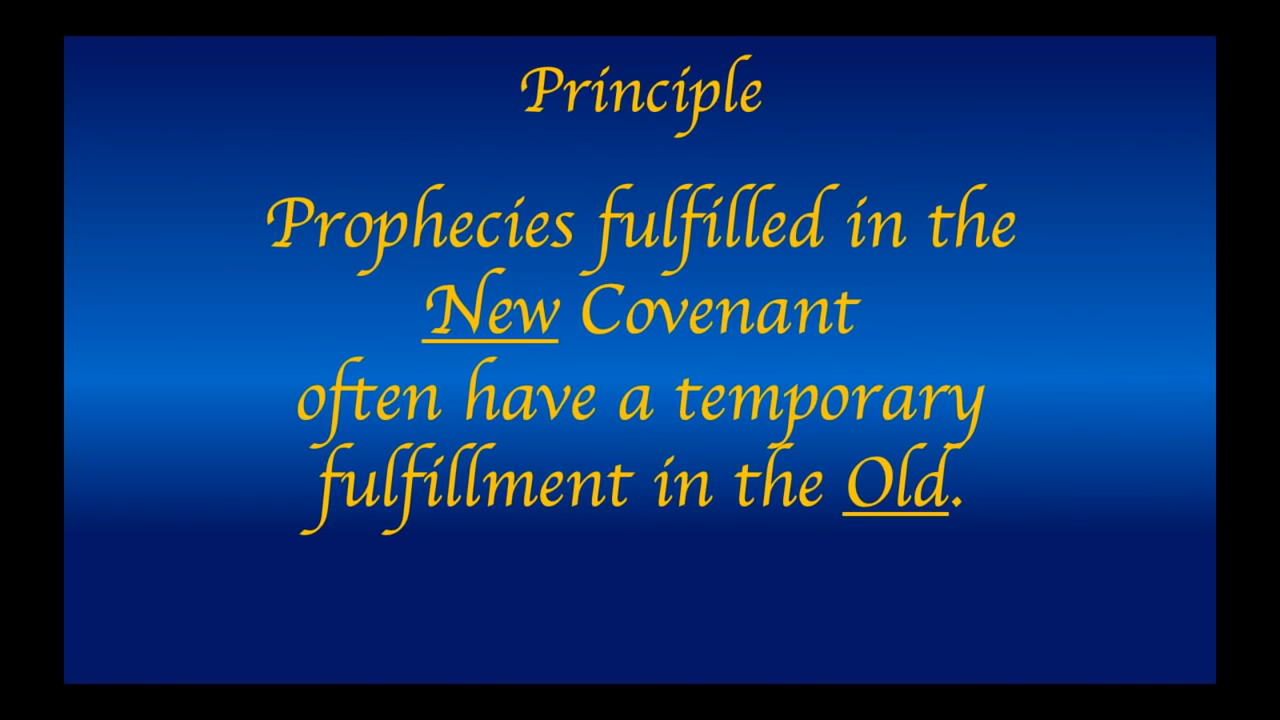 Principle
Prophecies fulfilled in the
New Covenant
often have a temporary
fulfillment in the Old.